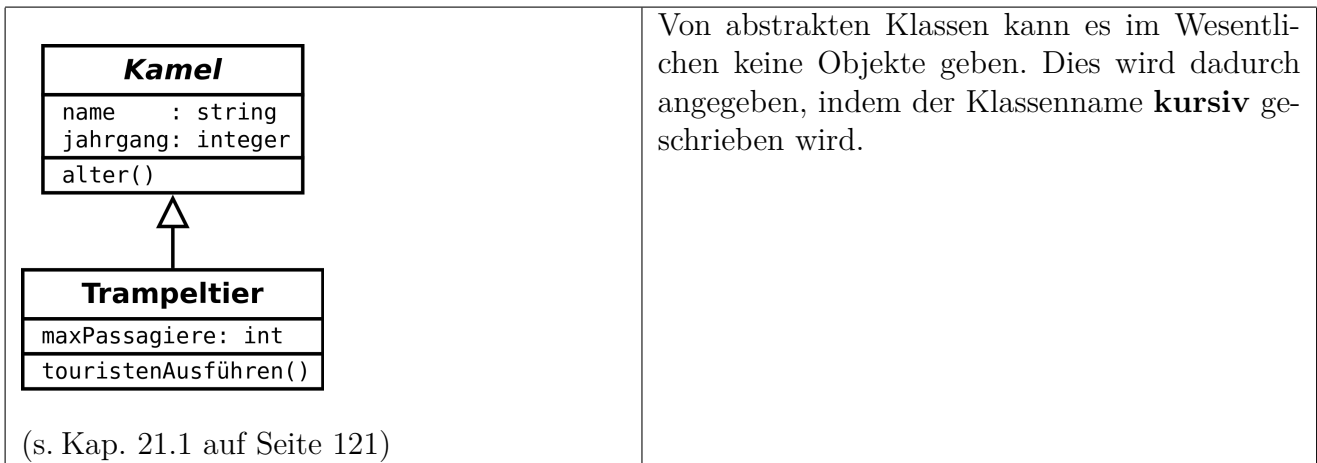 Kamel
name    : string
jahrgang: integer
alter()
Trampeltier
maxPassagiere: int
touristenAusführen()
(s. Kap. 21.1 auf Seite 121)
Von abstrakten Klassen kann es im Wesentli-
chen keine Objekte geben. Dies wird dadurch
angegeben, indem der Klassenname kursiv ge-
schrieben wird.